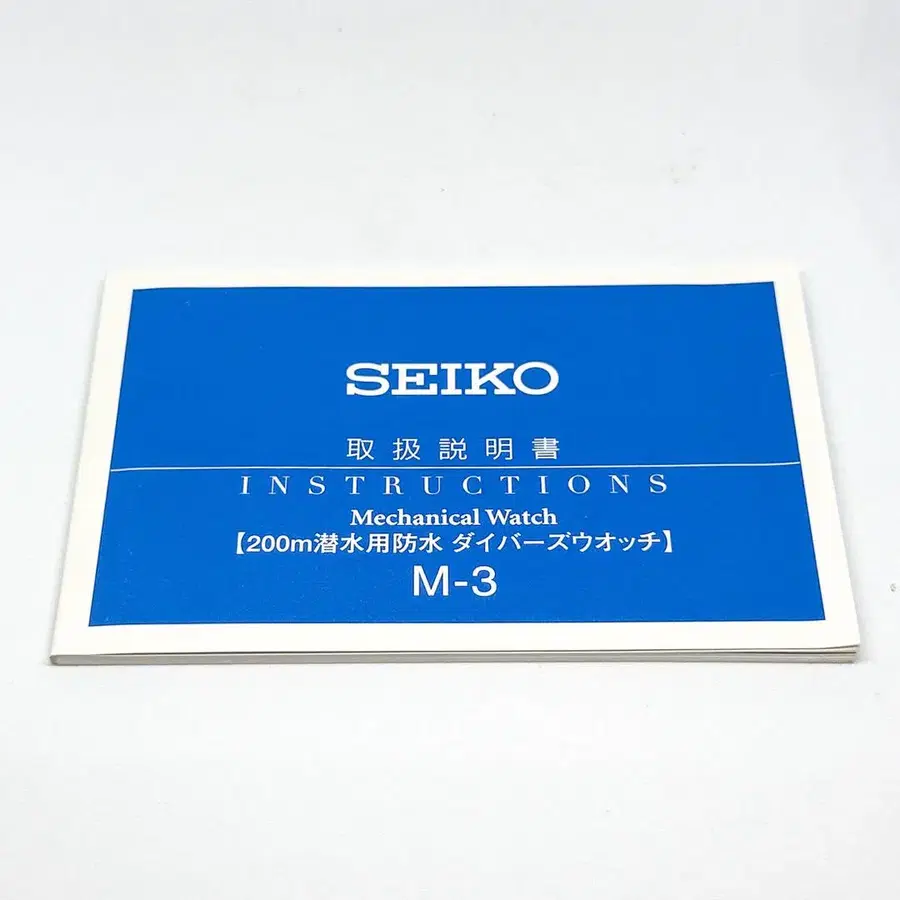 SEIKO
取扱説明書
INSTRUCTIONS
Mechanical Watch
【200m潜水用防水 ダイバーズウオッチ】
M-3